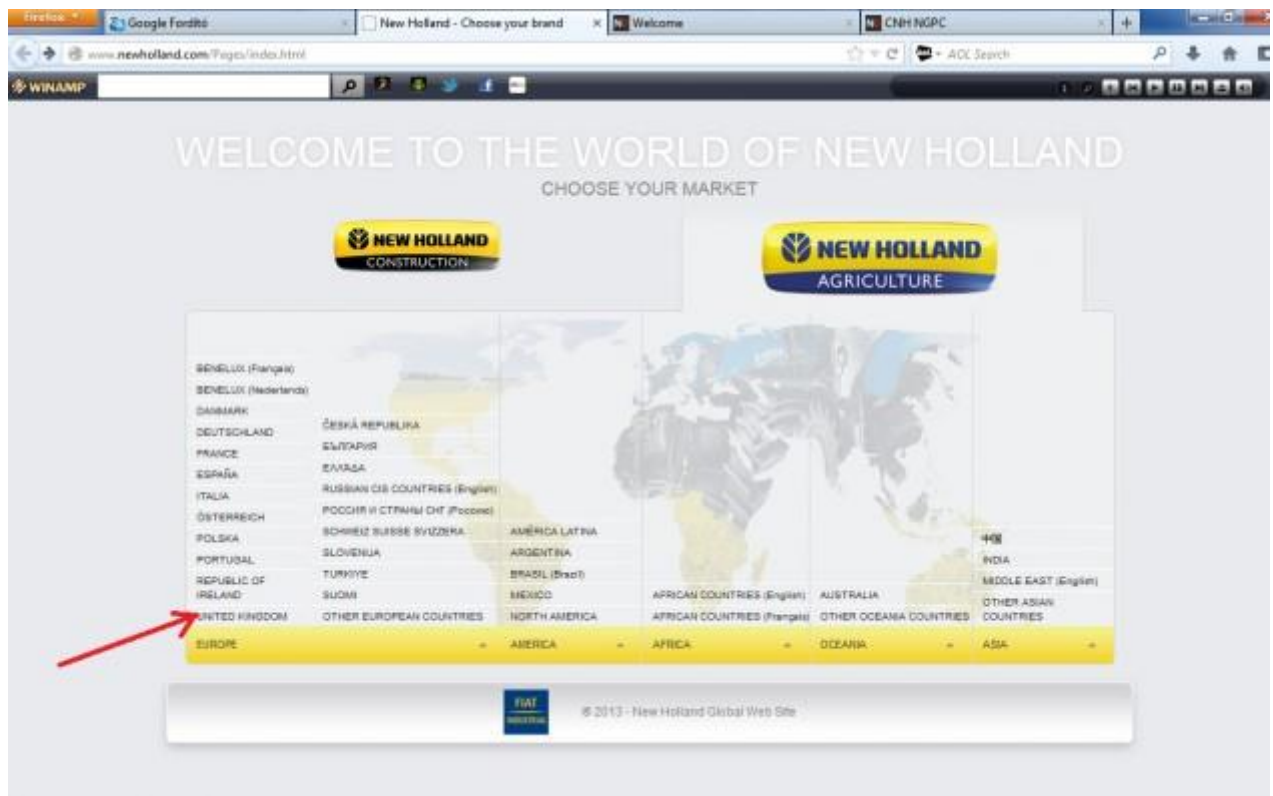 Firefox
Google Fordító
New Holland - Choose your brand
Welcome
CNH NGPC
www.newholland.com/Pages/index.html
AOL Search
WINAMP
WELCOME TO THE WORLD OF NEW HOLLAND
CHOOSE YOUR MARKET
NEW HOLLAND
CONSTRUCTION
NEW HOLLAND
AGRICULTURE
BENELUX (Français)
BENELUX (Nederlands)
DANMARK
DEUTSCHLAND
FRANCE
ESPAÑA
ITALIA
ÖSTERREICH
POLSKA
PORTUGAL
REPUBLIC OF
IRELAND
UNITED KINGDOM
ČESKÁ REPUBLIKA
БЪЛГАРИЯ
ΕΛΛΑΔΑ
RUSSIAN CIS COUNTRIES (English)
РОССИЯ И СТРАНЫ СНГ
SCHWEIZ SUISSE SVIZZERA
SLOVENIJA
TURKIYE
SUOMI
OTHER EUROPEAN COUNTRIES
AMÉRICA LATINA
ARGENTINA
BRASIL (Brazil)
MEXICO
NORTH AMERICA
AFRICAN COUNTRIES (English)
AFRICAN COUNTRIES (Français)
AUSTRALIA
OTHER OCEANIA COUNTRIES
中国
INDIA
MIDDLE EAST (English)
OTHER ASIAN
COUNTRIES
EUROPE
AMERICA
AFRICA
OCEANIA
ASIA
FIAT
INDUSTRIAL
© 2013 - New Holland Global Web Site